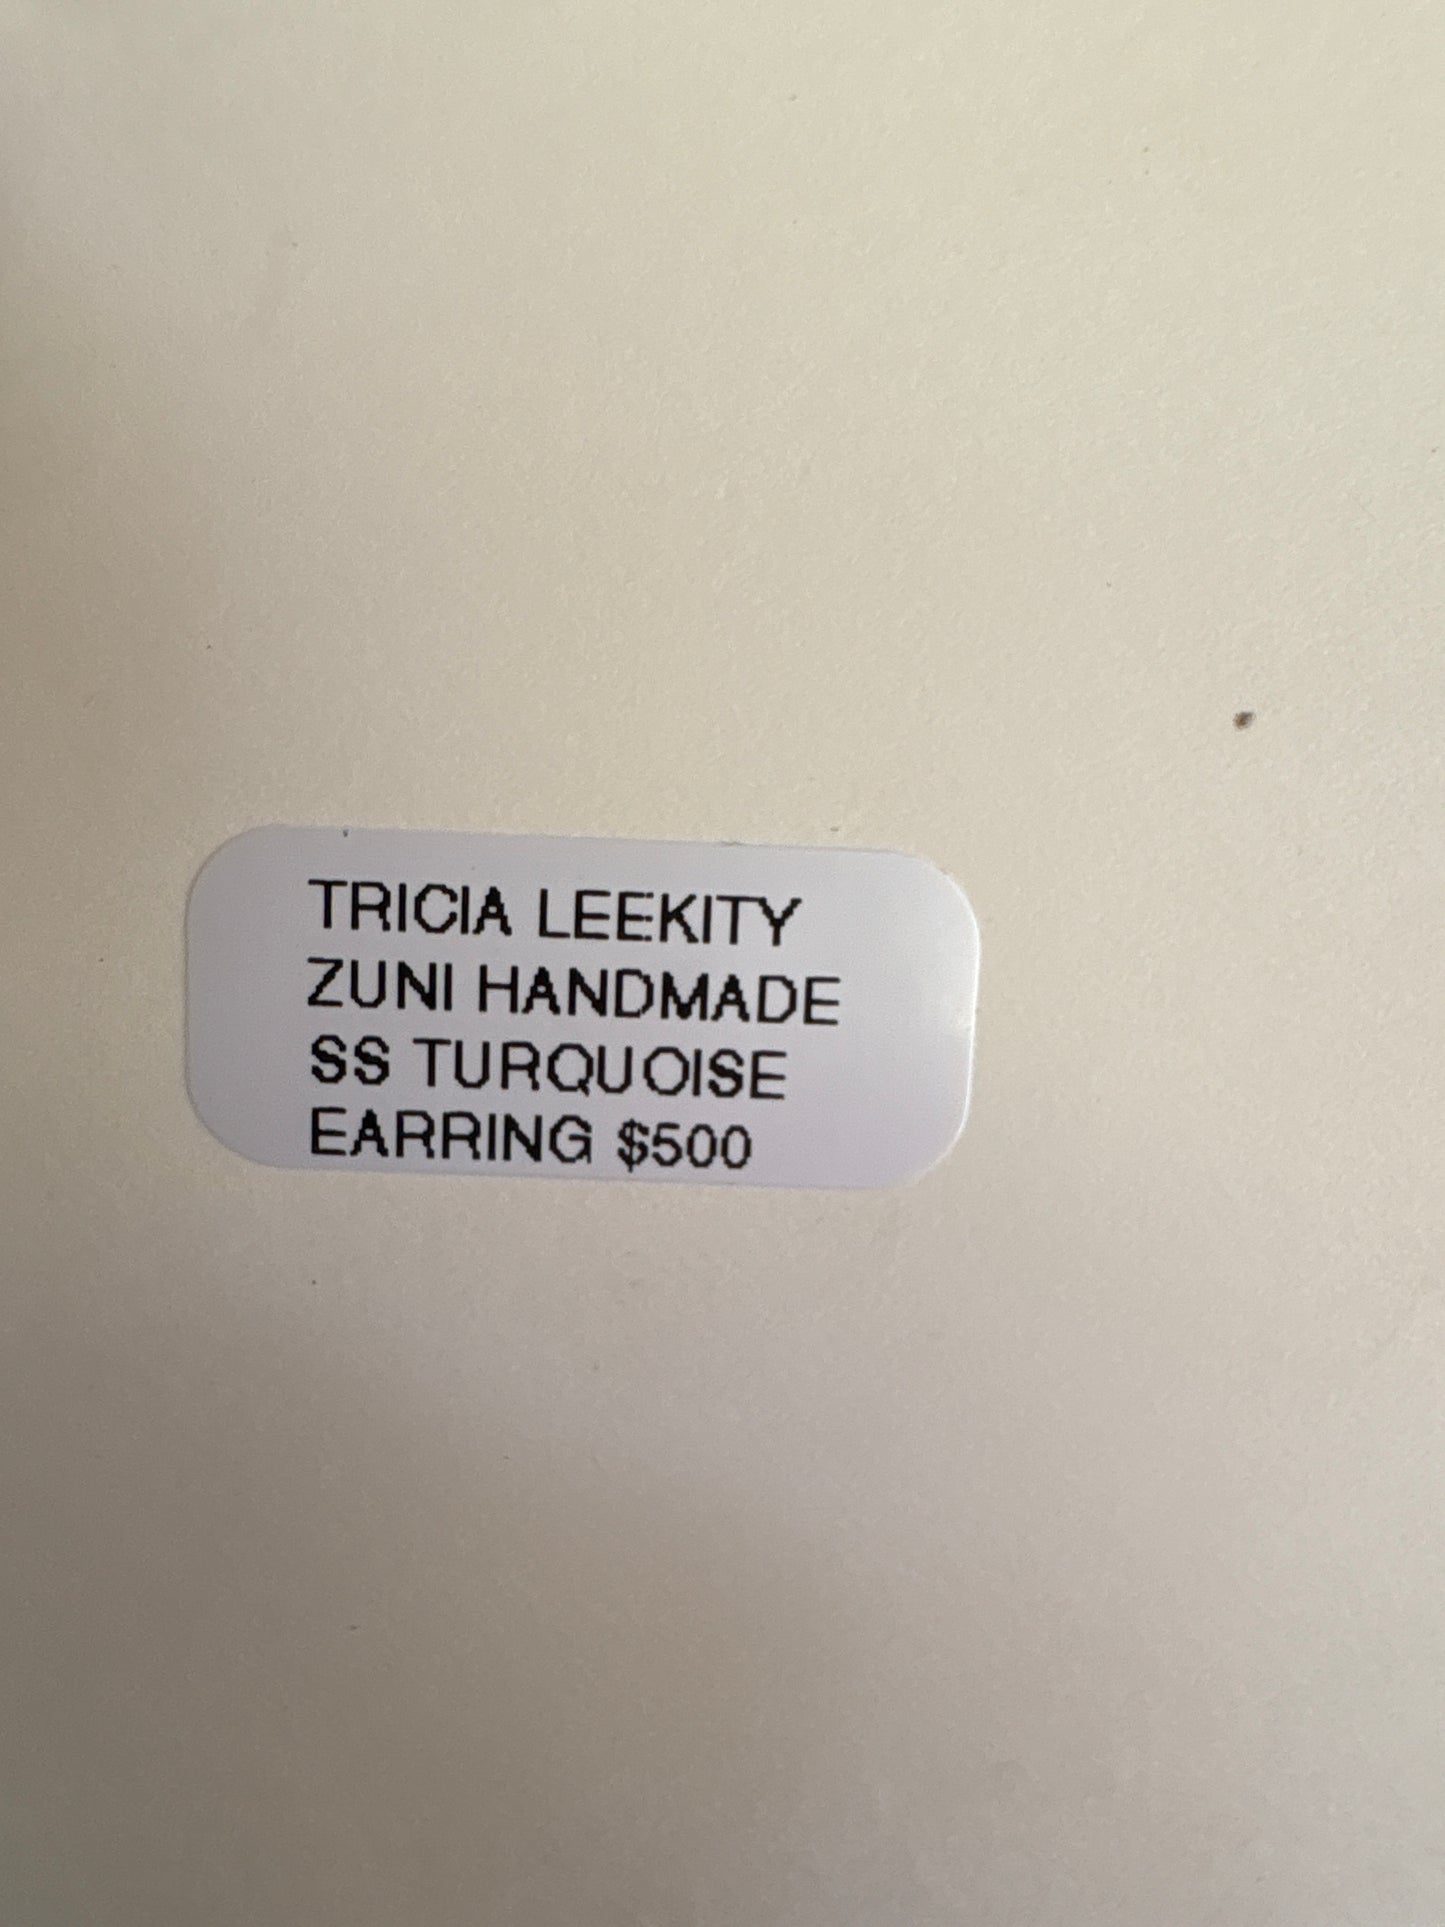 TRICIA LEEKITY
ZUNI HANDMADE
SS TURQUOISE
EARRING $500